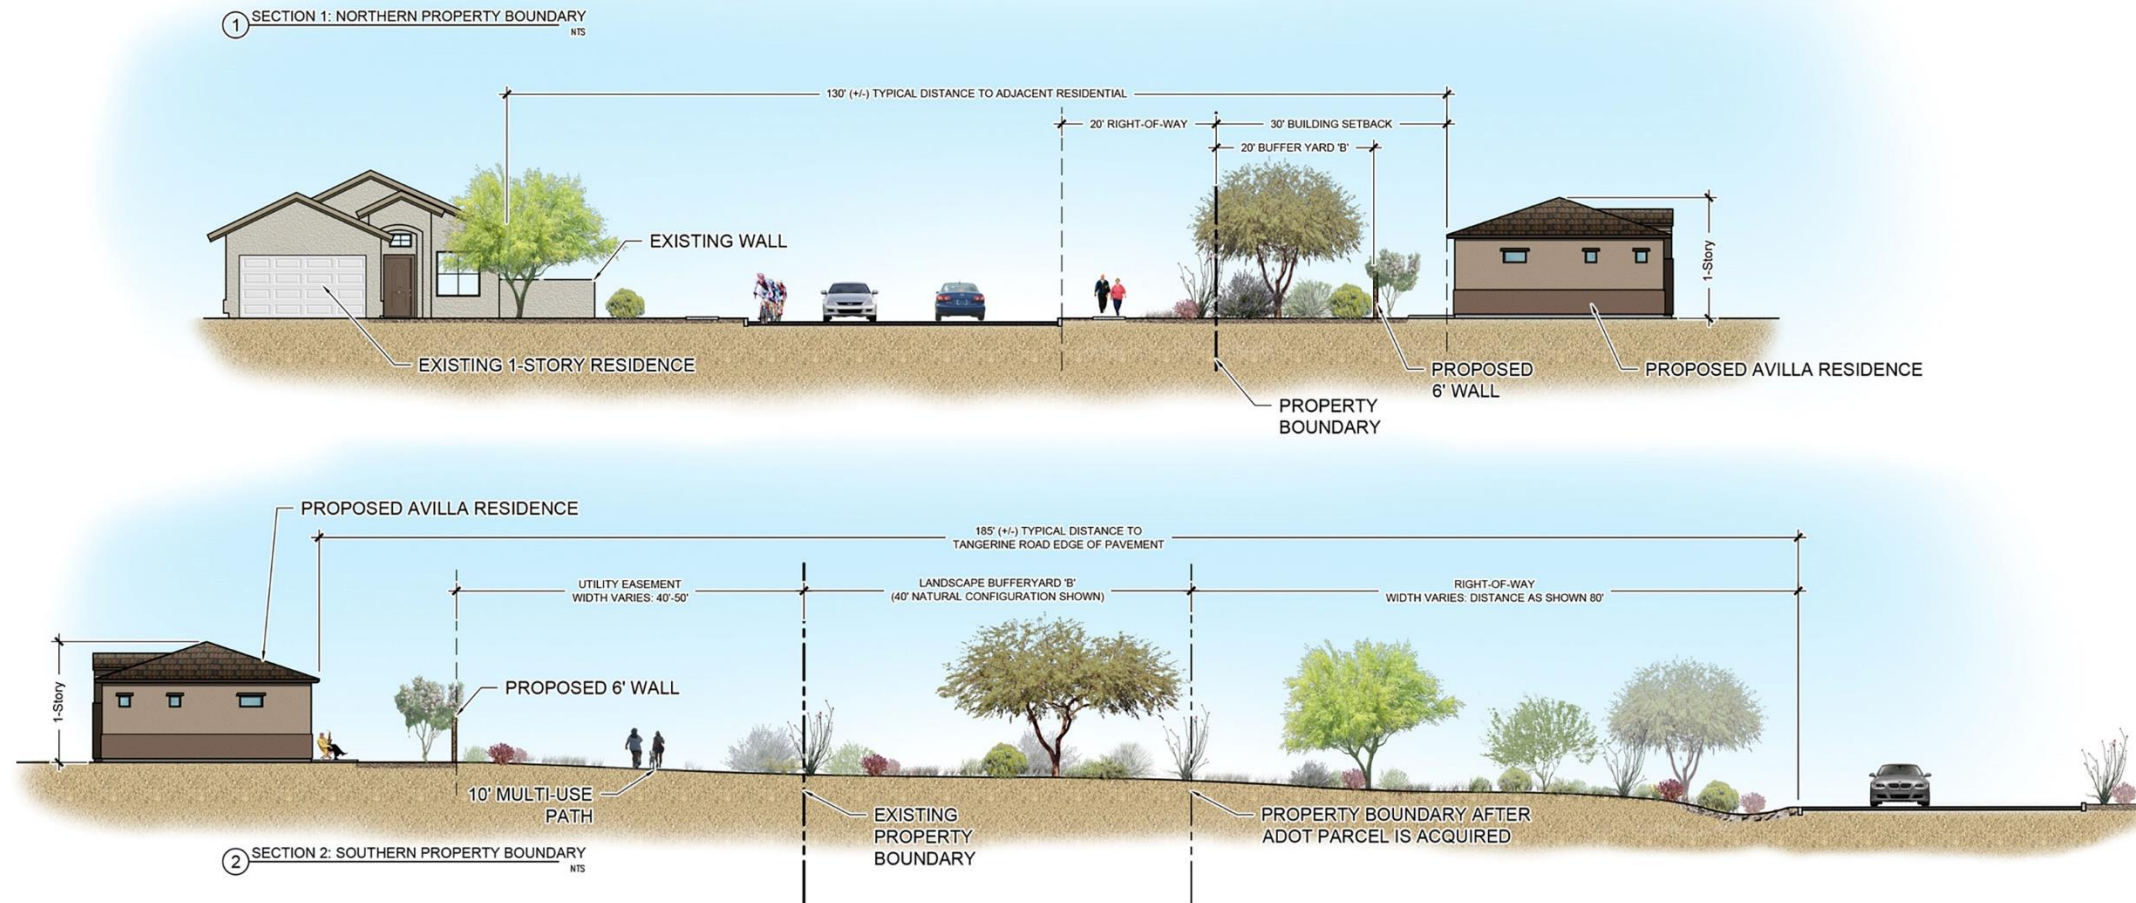 1
SECTION 1: NORTHERN PROPERTY BOUNDARY
NTS
130' (+/-) TYPICAL DISTANCE TO ADJACENT RESIDENTIAL
20' RIGHT-OF-WAY
30' BUILDING SETBACK
20' BUFFER YARD 'B'
EXISTING WALL
1-Story
EXISTING 1-STORY RESIDENCE
PROPOSED
6' WALL
PROPOSED AVILLA RESIDENCE
PROPERTY
BOUNDARY
PROPOSED AVILLA RESIDENCE
185' (+/-) TYPICAL DISTANCE TO
TANGERINE ROAD EDGE OF PAVEMENT
UTILITY EASEMENT
WIDTH VARIES: 40'-50'
LANDSCAPE BUFFERYARD 'B'
(40' NATURAL CONFIGURATION SHOWN)
RIGHT-OF-WAY
WIDTH VARIES: DISTANCE AS SHOWN 80'
1-Story
PROPOSED 6' WALL
10' MULTI-USE
PATH
EXISTING
PROPERTY
BOUNDARY
PROPERTY BOUNDARY AFTER
ADOT PARCEL IS ACQUIRED
2
SECTION 2: SOUTHERN PROPERTY BOUNDARY
NTS